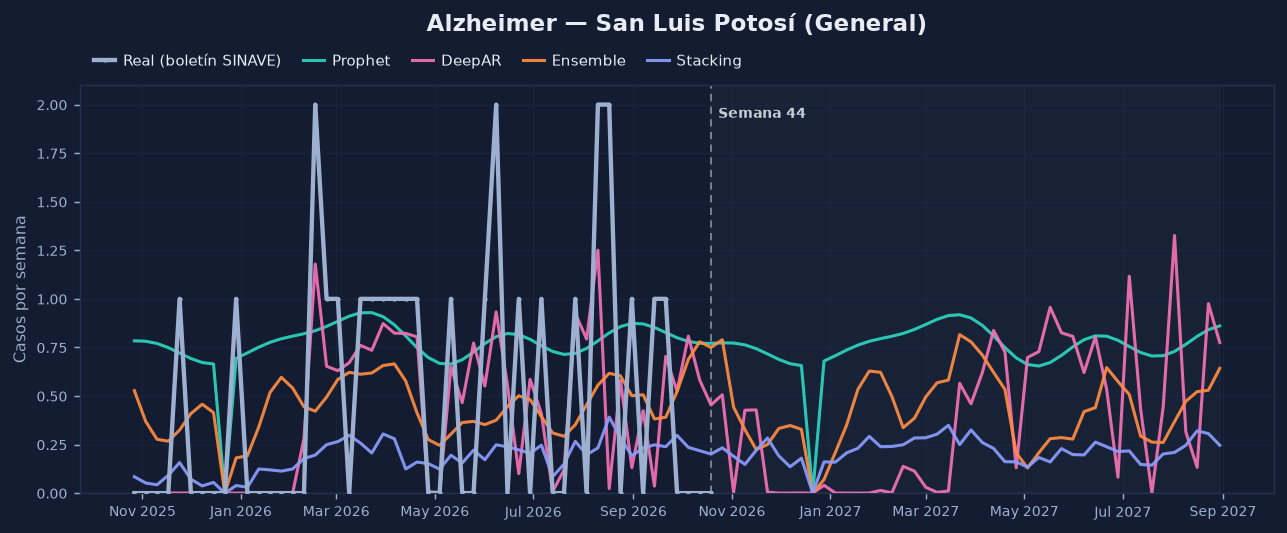 Alzheimer — San Luis Potosí (General)
Real (boletín SINAVE) Prophet DeepAR Ensemble Stacking
Semana 44
Casos por semana
2.00
1.75
1.50
1.25
1.00
0.75
0.50
0.25
0.00
Nov 2025 Jan 2026 Mar 2026 May 2026 Jul 2026 Sep 2026 Nov 2026 Jan 2027 Mar 2027 May 2027 Jul 2027 Sep 2027